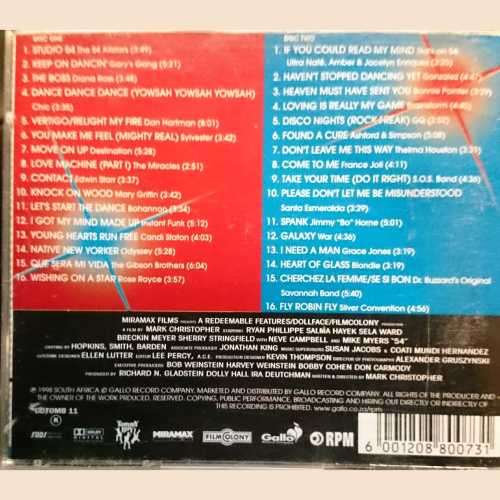 DISC ONE
1. STUDIO 54 The 54 Allstars (3:49)
2. KEEP ON DANCIN' Gary's Gang (5:21)
3. THE BOSS Diana Ross (3:48)
4. DANCE DANCE DANCE (YOWSAH YOWSAH YOWSAH)
Chic (3:35)
5. VERTIGO/RELIGHT MY FIRE Dan Hartman (8:31)
6. YOU MAKE ME FEEL (MIGHTY REAL) Sylvester (3:42)
7. MOVE ON UP Destination (5:28)
8. LOVE MACHINE (PART I) The Miracles (2:51)
9. CONTACT Edwin Starr (3:51)
10. KNOCK ON WOOD Mary Griffin (3:42)
11. LET'S START THE DANCE Bohannon (3:54)
12. I GOT MY MIND MADE UP Instant Funk (5:12)
13. YOUNG HEARTS RUN FREE Candi Staton (4:01)
14. NATIVE NEW YORKER Odyssey (5:38)
15. QUE SERA MI VIDA The Gibson Brothers (6:04)
16. WISHING ON A STAR Rose Royce (3:57)
DISC TWO
1. IF YOU COULD READ MY MIND Stars on 54
Ultra Naté, Amber & Jocelyn Enriquez (3:25)
2. HAVEN'T STOPPED DANCING YET Gonzalez (4:47)
3. HEAVEN MUST HAVE SENT YOU Bonnie Pointer
4. LOVING IS REALLY MY GAME Brainstorm (4:40)
5. DISCO NIGHTS (ROCK FREAK) GQ (3:55)
6. FOUND A CURE Ashford & Simpson (5:08)
7. DON'T LEAVE ME THIS WAY Thelma Houston (3:39)
8. COME TO ME France Joli (4:11)
9. TAKE YOUR TIME (DO IT RIGHT) S.O.S. Band (4:36)
10. PLEASE DON'T LET ME BE MISUNDERSTOOD
Santa Esmeralda (3:29)
11. SPANK Jimmy "Bo" Horne (5:01)
12. GALAXY War (4:36)
13. I NEED A MAN Grace Jones (3:19)
14. HEART OF GLASS Blondie (3:19)
15. CHERCHEZ LA FEMME/SE SI BON Dr. Buzzard's Original
Savannah Band (5:45)
16. FLY ROBIN FLY Silver Convention (4:56)
MIRAMAX FILMS PRESENTS A REDEEMABLE FEATURES/DOLLFACE/FILMCOLONY PRODUCTION
A FILM BY MARK CHRISTOPHER STARRING RYAN PHILLIPPE SALMA HAYEK SELA WARD
BRECKIN MEYER SHERRY STRINGFIELD WITH NEVE CAMPBELL AND MIKE MYERS "54"
CASTING BY HOPKINS, SMITH, BARDEN ASSOCIATE PRODUCER JONATHAN KING MUSIC SUPERVISORS SUSAN JACOBS & COATI MUNDI HERNANDEZ
COSTUME DESIGNER ELLEN LUTTER EDITOR LEE PERCY, A.C.E. PRODUCTION DESIGNER KEVIN THOMPSON DIRECTOR OF PHOTOGRAPHY ALEXANDER GRUSZYNSKI
EXECUTIVE PRODUCERS BOB WEINSTEIN HARVEY WEINSTEIN BOBBY COHEN DON CARMODY
PRODUCED BY RICHARD N. GLADSTEIN DOLLY HALL IRA DEUTCHMAN WRITTEN & DIRECTED BY MARK CHRISTOPHER
℗ 1998 SOUTH AFRICA © GALLO RECORD COMPANY. MARKETED AND DISTRIBUTED BY GALLO RECORD COMPANY. ALL RIGHTS OF THE PRODUCER AND
THE OWNER OF THE WORK PRODUCED, RESERVED. COPYING, PUBLIC PERFORMANCE, BROADCASTING AND HIRING OUT DIRECTLY OR INDIRECTLY OF
THIS RECORDING IS PROHIBITED. www.gallo.co.za/rpm
CDTOMB 11
R
DOLBY
DIGITAL
Tommy Boy
MIRAMAX
FILMCOLONY
Gallo
RPM
6 001208 800731